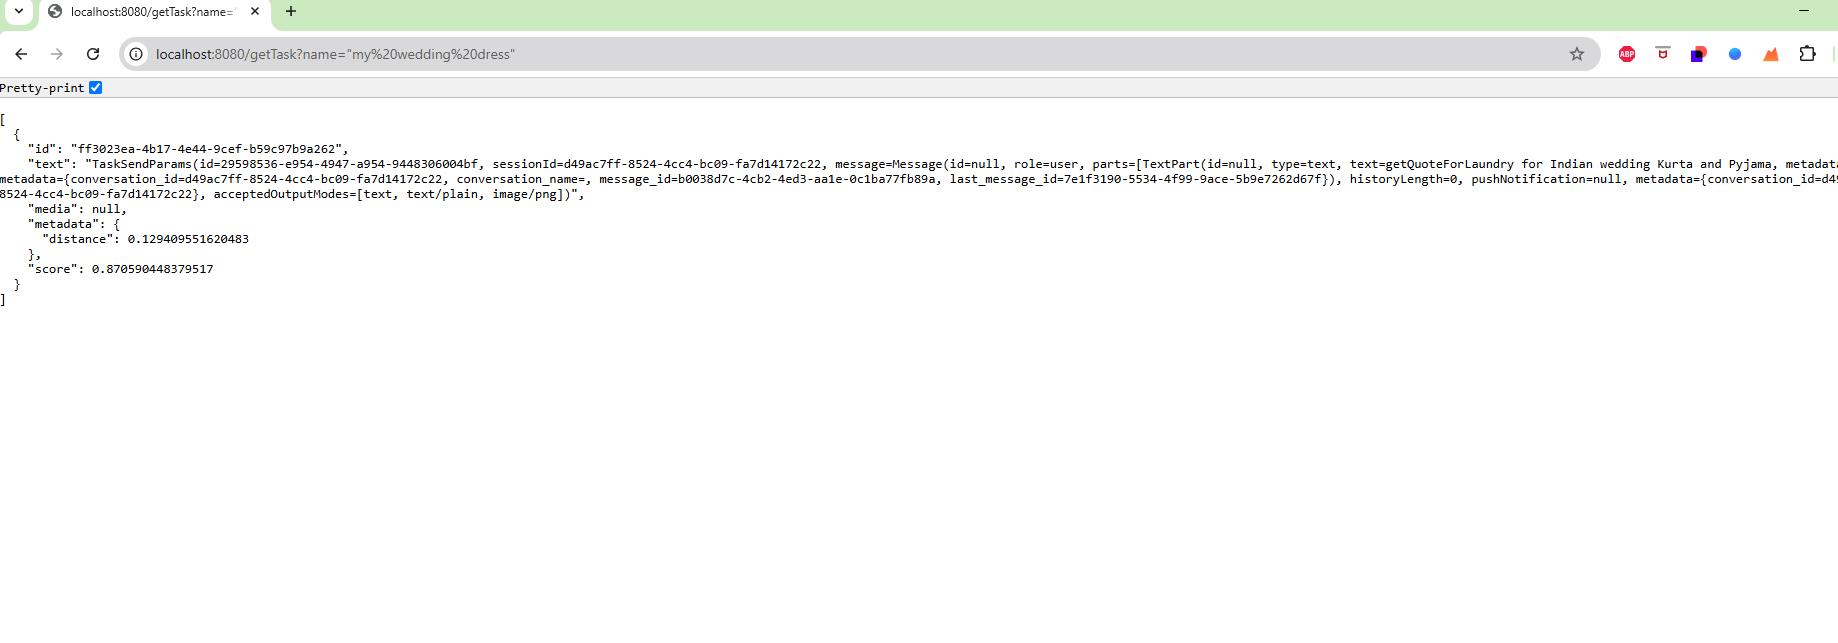 localhost:8080/getTask?name="
localhost:8080/getTask?name="my%20wedding%20dress"
ABP
Pretty-print
[
  {
    "id": "ff3023ea-4b17-4e44-9cef-b59c97b9a262",
    "text": "TaskSendParams(id=29598536-e954-4947-a954-9448306004bf, sessionId=d49ac7ff-8524-4cc4-bc09-fa7d14172c22, message=Message(id=null, role=user, parts=[TextPart(id=null, type=text, text=getQuoteForLaundry for Indian wedding Kurta and Pyjama, metadata
metadata={conversation_id=d49ac7ff-8524-4cc4-bc09-fa7d14172c22, conversation_name=, message_id=b0038d7c-4cb2-4ed3-aa1e-0c1ba77fb89a, last_message_id=7e1f3190-5534-4f99-9ace-5b9e7262d67f}), historyLength=0, pushNotification=null, metadata={conversation_id=d49
8524-4cc4-bc09-fa7d14172c22}, acceptedOutputModes=[text, text/plain, image/png])",
    "media": null,
    "metadata": {
      "distance": 0.129409551620483
    },
    "score": 0.870590448379517
  }
]